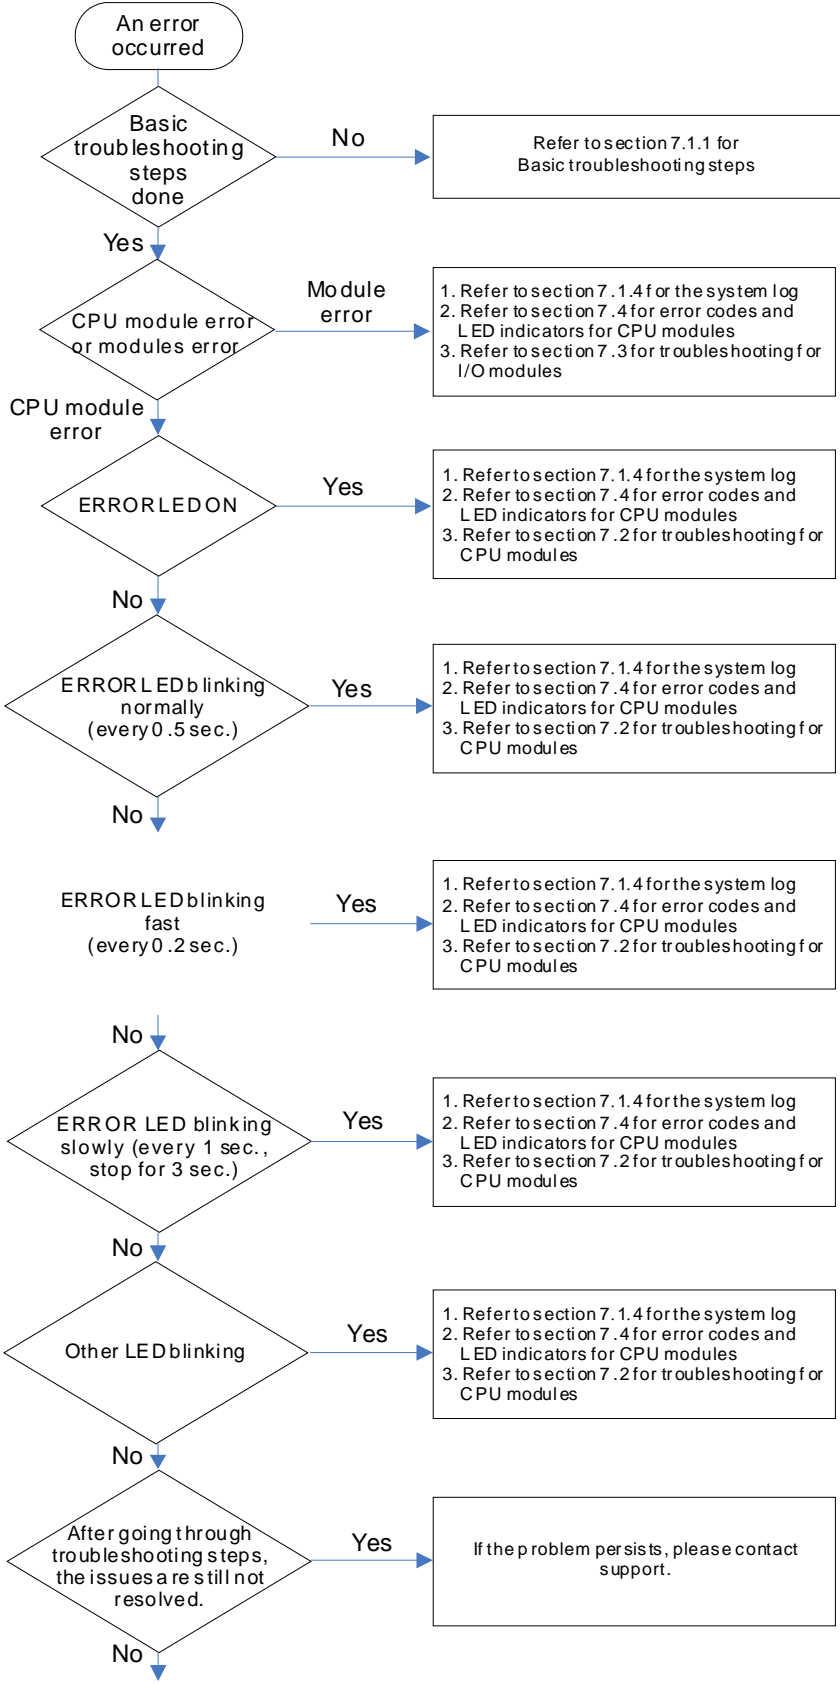 An error
occurred
Basic
troubleshooting
steps
done
No
Refer to section 7.1.1 for
Basic troubleshooting steps
Yes
CPU module error
or modules error
Module
error
1. Refer to section 7.1.4 for the system log
2. Refer to section 7.4 for error codes and
LED indicators for CPU modules
3. Refer to section 7.3 for troubleshooting for
I/O modules
CPU module
error
ERROR LED ON
Yes
1. Refer to section 7.1.4 for the system log
2. Refer to section 7.4 for error codes and
LED indicators for CPU modules
3. Refer to section 7.2 for troubleshooting for
CPU modules
No
ERROR LED blinking
normally
(every 0.5 sec.)
Yes
1. Refer to section 7.1.4 for the system log
2. Refer to section 7.4 for error codes and
LED indicators for CPU modules
3. Refer to section 7.2 for troubleshooting for
CPU modules
No
ERROR LED blinking
fast
(every 0.2 sec.)
Yes
1. Refer to section 7.1.4 for the system log
2. Refer to section 7.4 for error codes and
LED indicators for CPU modules
3. Refer to section 7.2 for troubleshooting for
CPU modules
No
ERROR LED blinking
slowly (every 1 sec.,
stop for 3 sec.)
Yes
1. Refer to section 7.1.4 for the system log
2. Refer to section 7.4 for error codes and
LED indicators for CPU modules
3. Refer to section 7.2 for troubleshooting for
CPU modules
No
Other LED blinking
Yes
1. Refer to section 7.1.4 for the system log
2. Refer to section 7.4 for error codes and
LED indicators for CPU modules
3. Refer to section 7.2 for troubleshooting for
CPU modules
No
After going through
troubleshooting steps,
the issues are still not
resolved.
Yes
If the problem persists, please contact
support.
No